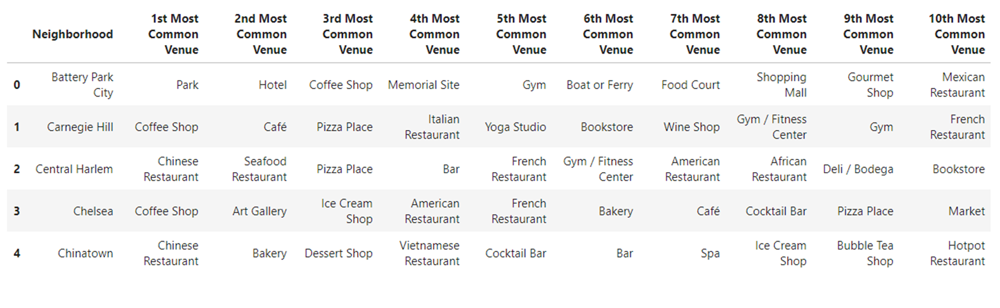 Neighborhood 1st Most Common Venue 2nd Most Common Venue 3rd Most Common Venue 4th Most Common Venue 5th Most Common Venue 6th Most Common Venue 7th Most Common Venue 8th Most Common Venue 9th Most Common Venue 10th Most Common Venue
0 Battery Park City Park Hotel Coffee Shop Memorial Site Gym Boat or Ferry Food Court Shopping Mall Gourmet Shop Mexican Restaurant
1 Carnegie Hill Coffee Shop Café Pizza Place Italian Restaurant Yoga Studio Bookstore Wine Shop Gym / Fitness Center Gym French Restaurant
2 Central Harlem Chinese Restaurant Seafood Restaurant Pizza Place Bar French Restaurant Gym / Fitness Center American Restaurant African Restaurant Deli / Bodega Bookstore
3 Chelsea Coffee Shop Art Gallery Ice Cream Shop American Restaurant French Restaurant Bakery Café Cocktail Bar Pizza Place Market
4 Chinatown Chinese Restaurant Bakery Dessert Shop Vietnamese Restaurant Cocktail Bar Bar Spa Ice Cream Shop Bubble Tea Shop Hotpot Restaurant